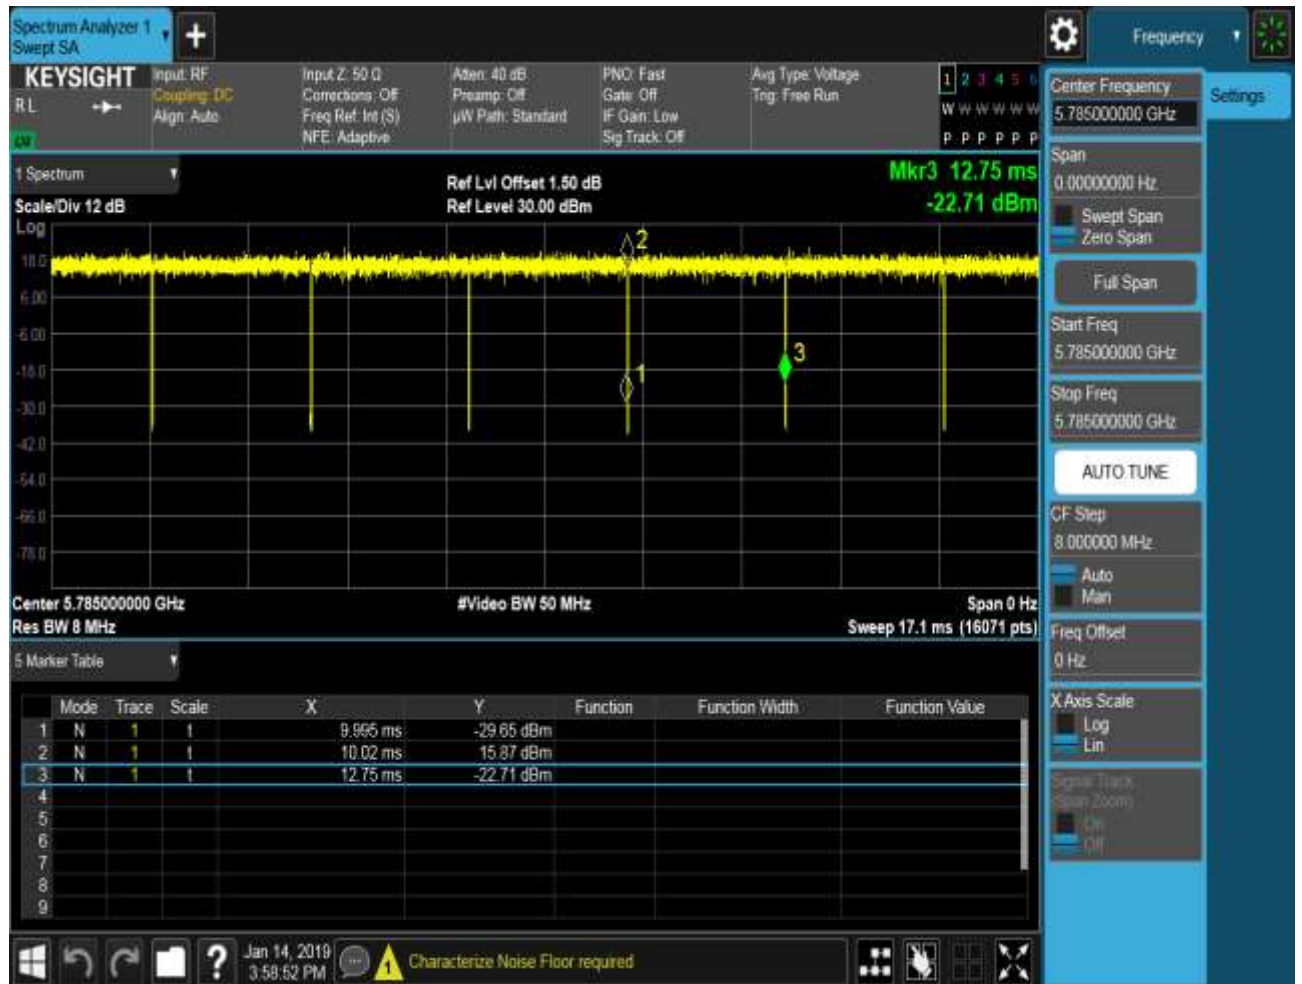 Spectrum Analyzer 1
Swept SA
+
Frequency
KEYSIGHT
RL
Input: RF
Coupling: DC
Align: Auto
Input Z: 50 Ω
Corrections: Off
Freq Ref: Int (S)
NFE: Adaptive
Atten: 40 dB
Preamp: Off
µW Path: Standard
PNO: Fast
Gate: Off
IF Gain: Low
Sig Track: Off
Avg Type: Voltage
Trig: Free Run
1 2 3 4 5 6
W W W W W W
P P P P P P
1 Spectrum
Scale/Div 12 dB
Log
Ref Lvl Offset 1.50 dB
Ref Level 30.00 dBm
Mkr3 12.75 ms
-22.71 dBm
18.0
6.00
-6.00
-18.0
-30.0
-42.0
-54.0
-66.0
-78.0
2
1
3
Center 5.785000000 GHz
Res BW 8 MHz
#Video BW 50 MHz
Span 0 Hz
Sweep 17.1 ms (16071 pts)
5 Marker Table
Mode Trace Scale X Y Function Function Width Function Value
1 N 1 t 9.995 ms -29.65 dBm
2 N 1 t 10.02 ms 15.87 dBm
3 N 1 t 12.75 ms -22.71 dBm
4
5
6
7
8
9
Jan 14, 2019
3:58:52 PM
?
1
Characterize Noise Floor required
Center Frequency
5.785000000 GHz
Settings
Span
0.00000000 Hz
Swept Span
Zero Span
Full Span
Start Freq
5.785000000 GHz
Stop Freq
5.785000000 GHz
AUTO TUNE
CF Step
8.000000 MHz
Auto
Man
Freq Offset
0 Hz
X Axis Scale
Log
Lin
Signal Track
(Span Zoom)
On
Off